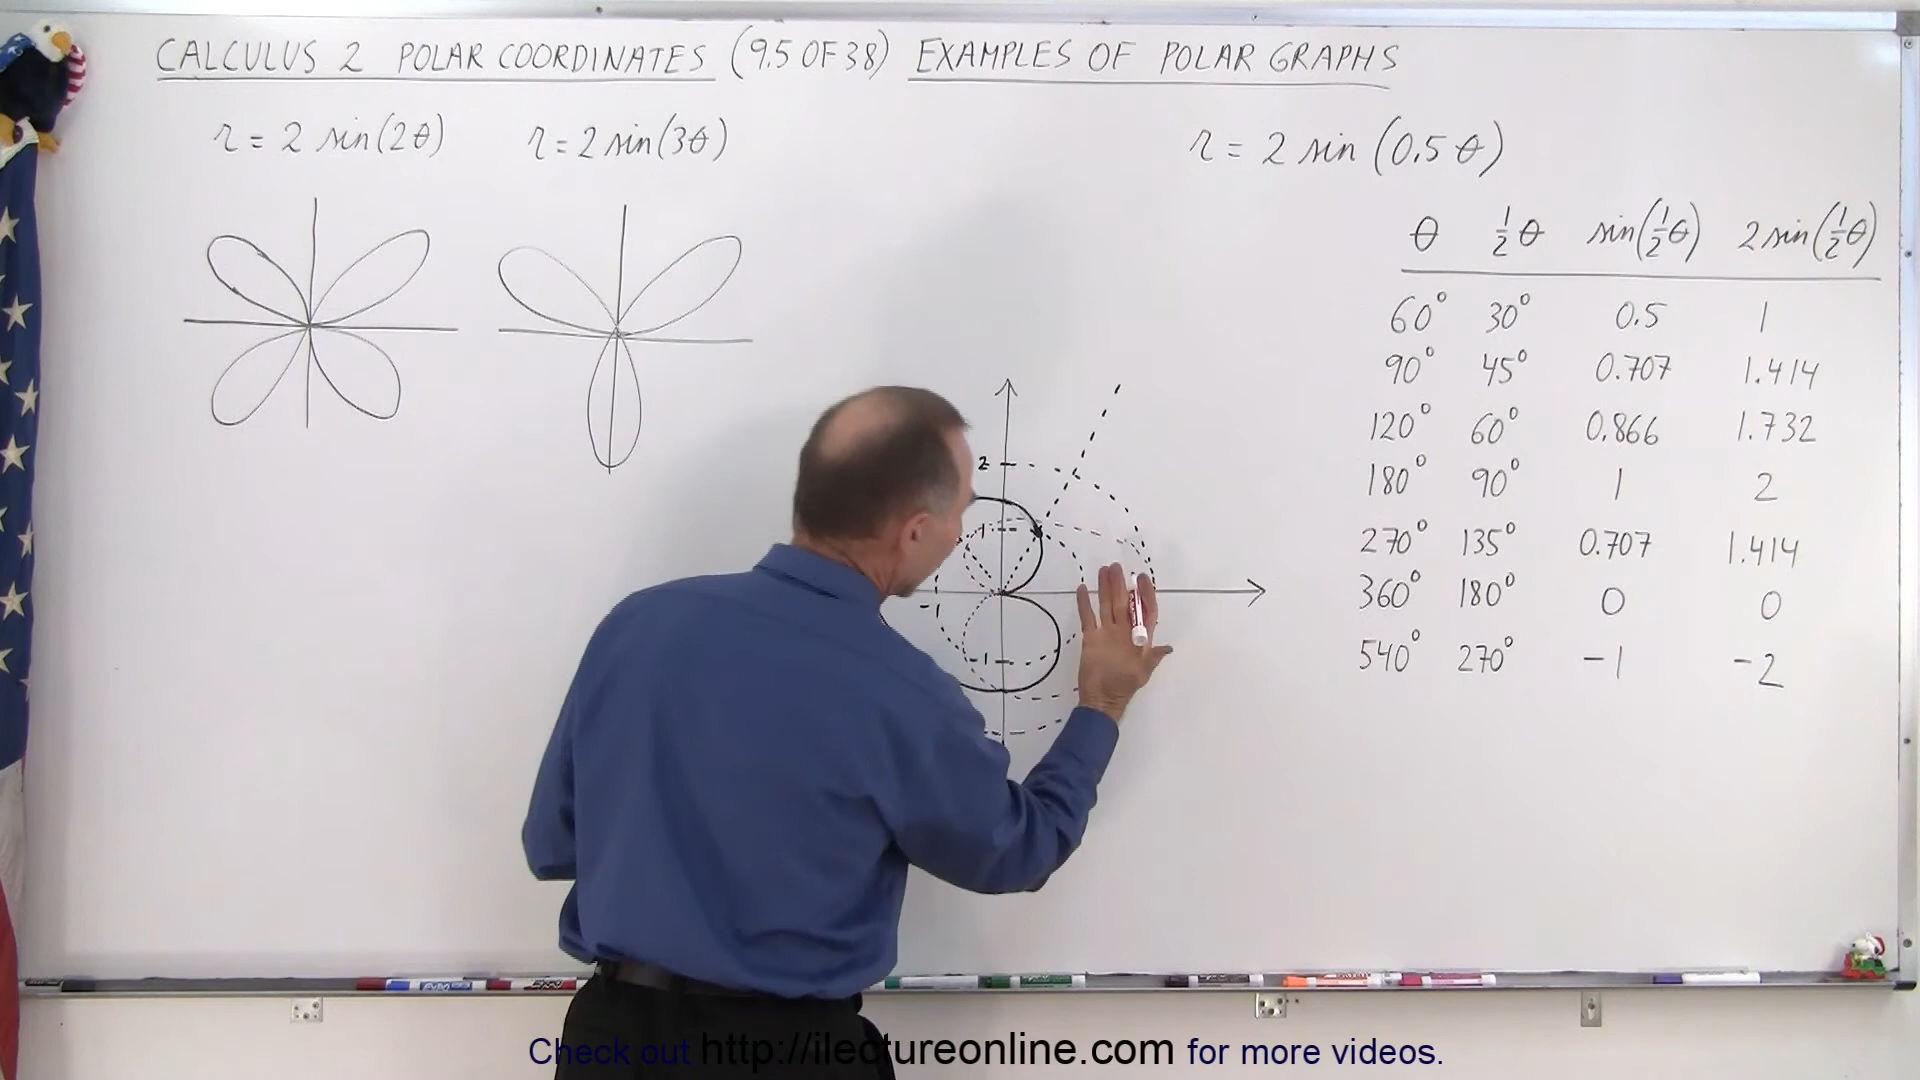 CALCULUS 2 POLAR COORDINATES (9.5 OF 38) EXAMPLES OF POLAR GRAPHS
r = 2 sin(2θ) r = 2 sin(3θ) r = 2 sin (0.5 θ)
θ ½θ sin(½θ) 2 sin(½θ)
60° 30° 0.5 1
90° 45° 0.707 1.414
120° 60° 0.866 1.732
180° 90° 1 2
270° 135° 0.707 1.414
360° 180° 0 0
540° 270° -1 -2
2
1
-1
-1
Check out http://ilectureonline.com for more videos.